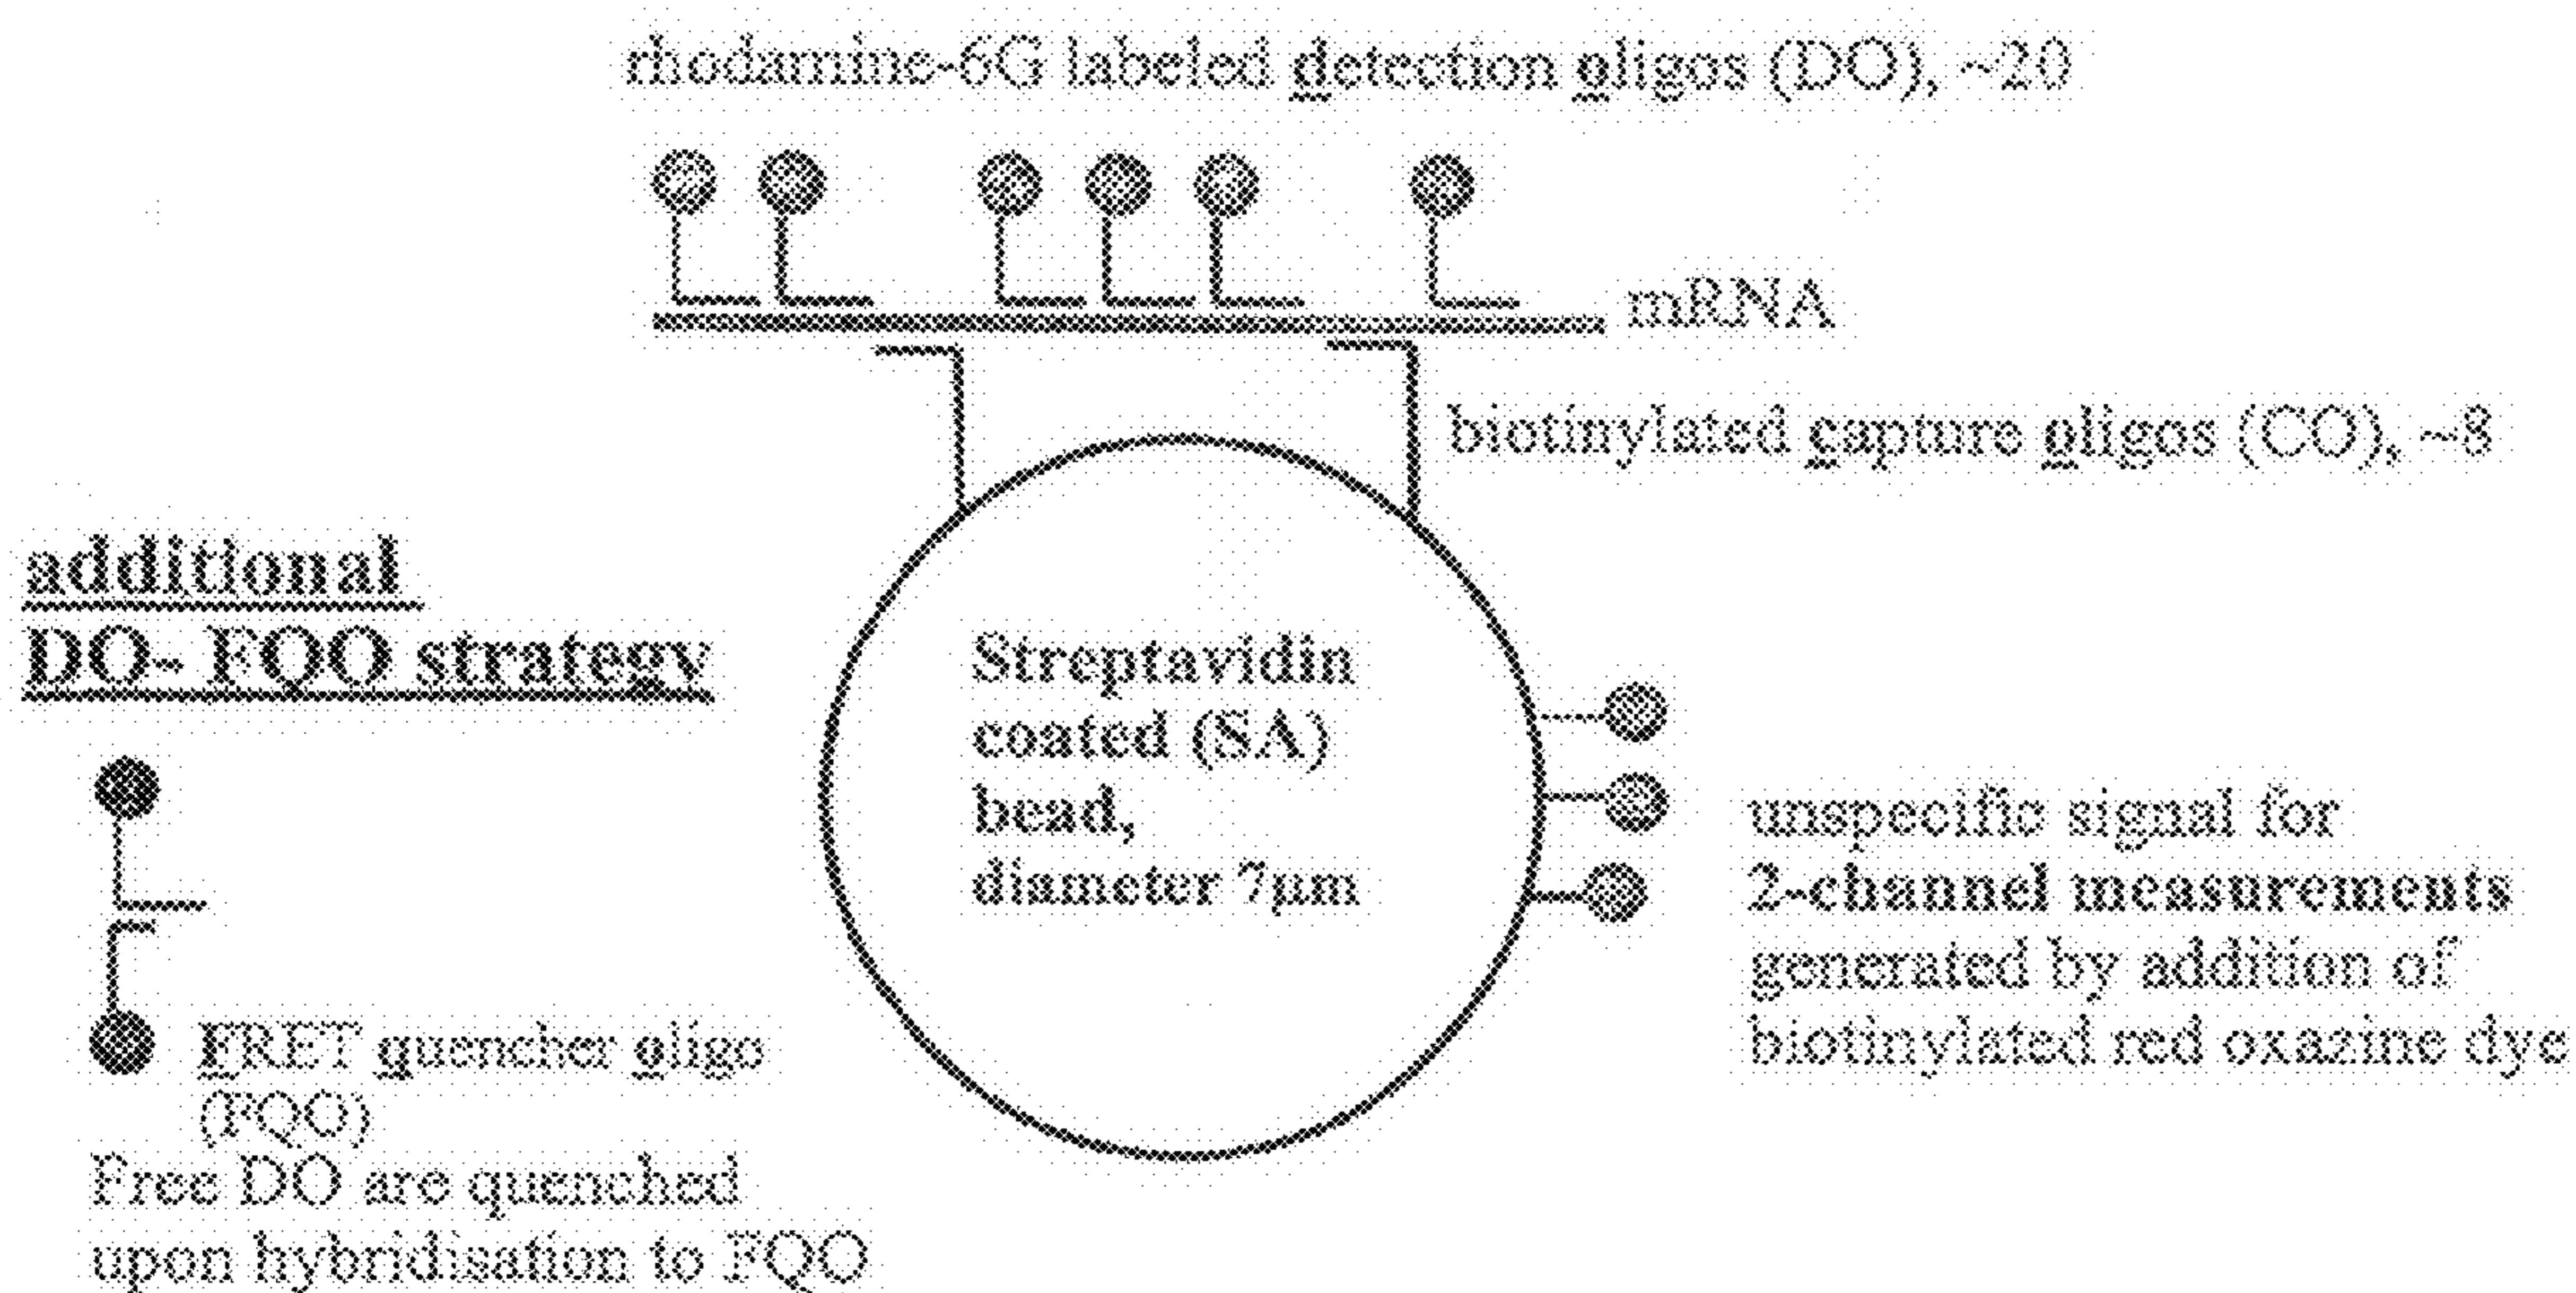 rhodamine-6G labeled detection oligos (DO), ~20
mRNA
biotinylated capture oligos (CO), ~8
additional
DO- FQO strategy
Streptavidin
coated (SA)
bead,
diameter 7µm
unspecific signal for
2-channel measurements
generated by addition of
biotinylated red oxazine dye
FRET quencher oligo
(FQO)
Free DO are quenched
upon hybridisation to FQO